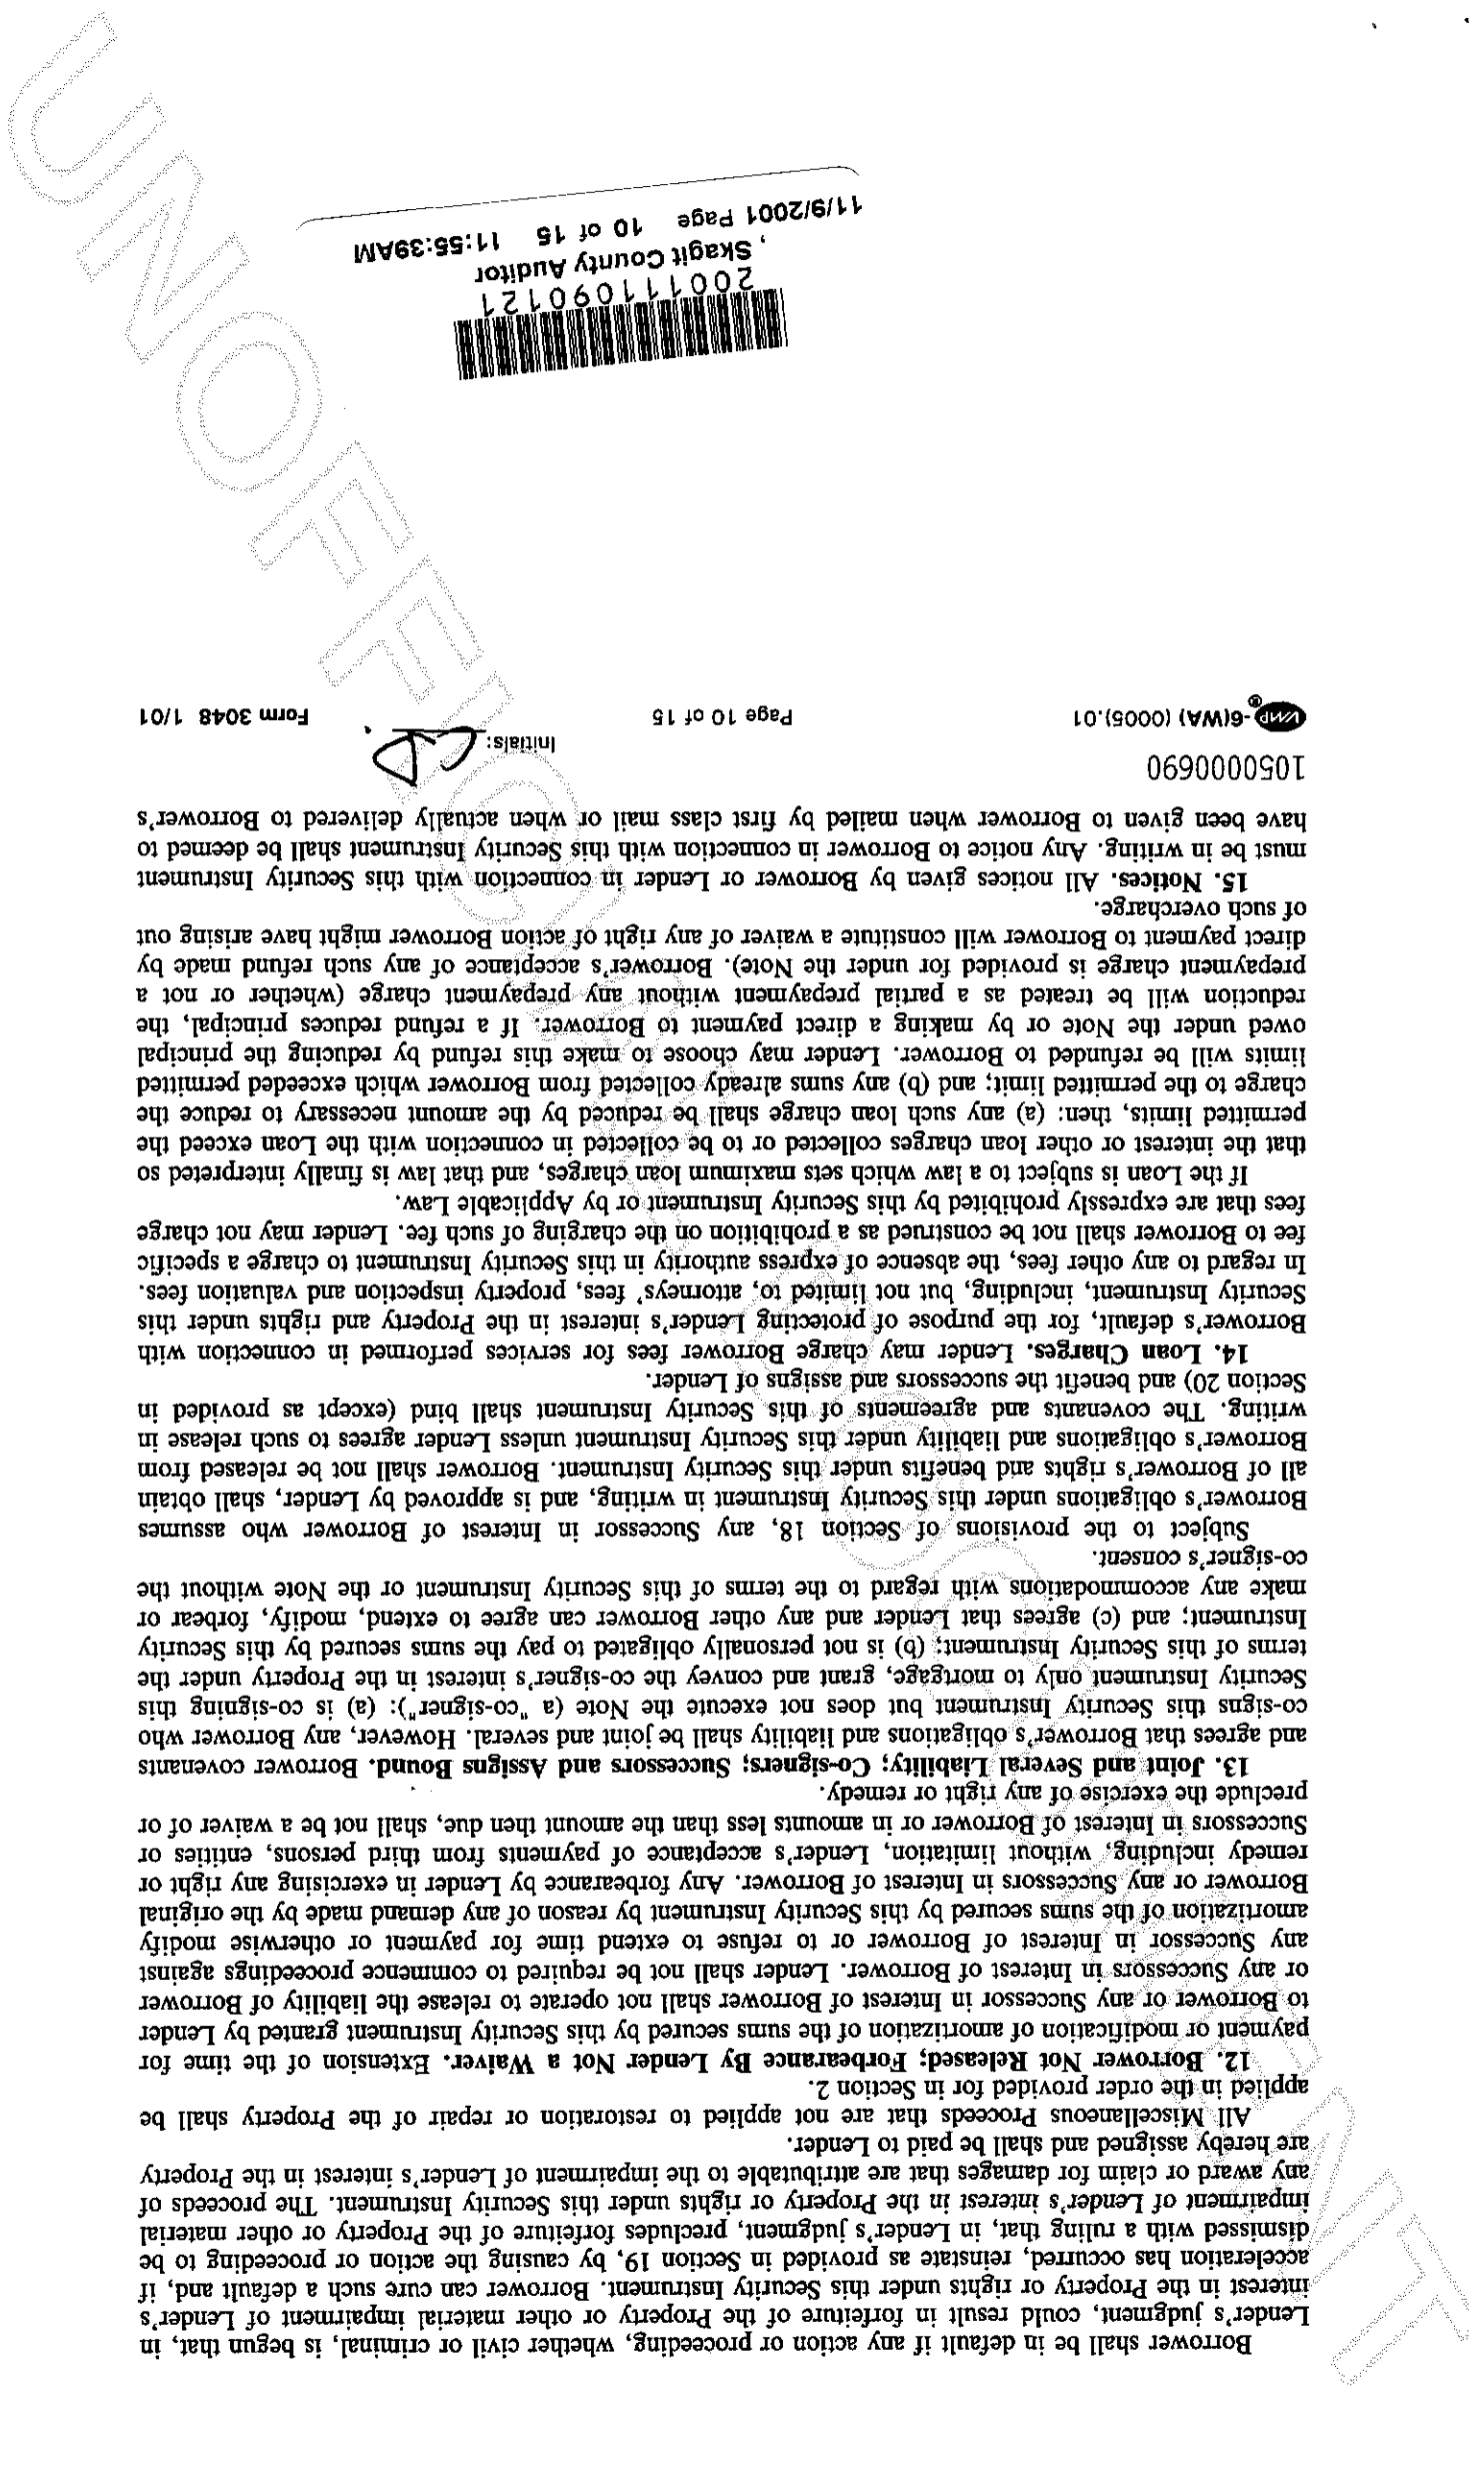 Borrower shall be in default if any action or proceeding, whether civil or criminal, is begun that, in
Lender's judgment, could result in forfeiture of the Property or other material impairment of Lender's
interest in the Property or rights under this Security Instrument. Borrower can cure such a default and, if
acceleration has occurred, reinstate as provided in Section 19, by causing the action or proceeding to be
dismissed with a ruling that, in Lender's judgment, precludes forfeiture of the Property or other material
impairment of Lender's interest in the Property or rights under this Security Instrument. The proceeds of
any award or claim for damages that are attributable to the impairment of Lender's interest in the Property
are hereby assigned and shall be paid to Lender.
All Miscellaneous Proceeds that are not applied to restoration or repair of the Property shall be
applied in the order provided for in Section 2.
12. Borrower Not Released; Forbearance By Lender Not a Waiver. Extension of the time for
payment or modification of amortization of the sums secured by this Security Instrument granted by Lender
to Borrower or any Successor in Interest of Borrower shall not operate to release the liability of Borrower
or any Successors in Interest of Borrower. Lender shall not be required to commence proceedings against
any Successor in Interest of Borrower or to refuse to extend time for payment or otherwise modify
amortization of the sums secured by this Security Instrument by reason of any demand made by the original
Borrower or any Successors in Interest of Borrower. Any forbearance by Lender in exercising any right or
remedy including, without limitation, Lender's acceptance of payments from third persons, entities or
Successors in Interest of Borrower or in amounts less than the amount then due, shall not be a waiver of or
preclude the exercise of any right or remedy.
13. Joint and Several Liability; Co-signers; Successors and Assigns Bound. Borrower covenants
and agrees that Borrower's obligations and liability shall be joint and several. However, any Borrower who
co-signs this Security Instrument but does not execute the Note (a "co-signer"): (a) is co-signing this
Security Instrument only to mortgage, grant and convey the co-signer's interest in the Property under the
terms of this Security Instrument; (b) is not personally obligated to pay the sums secured by this Security
Instrument; and (c) agrees that Lender and any other Borrower can agree to extend, modify, forbear or
make any accommodations with regard to the terms of this Security Instrument or the Note without the
co-signer's consent.
Subject to the provisions of Section 18, any Successor in Interest of Borrower who assumes
Borrower's obligations under this Security Instrument in writing, and is approved by Lender, shall obtain
all of Borrower's rights and benefits under this Security Instrument. Borrower shall not be released from
Borrower's obligations and liability under this Security Instrument unless Lender agrees to such release in
writing. The covenants and agreements of this Security Instrument shall bind (except as provided in
Section 20) and benefit the successors and assigns of Lender.
14. Loan Charges. Lender may charge Borrower fees for services performed in connection with
Borrower's default, for the purpose of protecting Lender's interest in the Property and rights under this
Security Instrument, including, but not limited to, attorneys' fees, property inspection and valuation fees.
In regard to any other fees, the absence of express authority in this Security Instrument to charge a specific
fee to Borrower shall not be construed as a prohibition on the charging of such fee. Lender may not charge
fees that are expressly prohibited by this Security Instrument or by Applicable Law.
If the Loan is subject to a law which sets maximum loan charges, and that law is finally interpreted so
that the interest or other loan charges collected or to be collected in connection with the Loan exceed the
permitted limits, then: (a) any such loan charge shall be reduced by the amount necessary to reduce the
charge to the permitted limit; and (b) any sums already collected from Borrower which exceeded permitted
limits will be refunded to Borrower. Lender may choose to make this refund by reducing the principal
owed under the Note or by making a direct payment to Borrower. If a refund reduces principal, the
reduction will be treated as a partial prepayment without any prepayment charge (whether or not a
prepayment charge is provided for under the Note). Borrower's acceptance of any such refund made by
direct payment to Borrower will constitute a waiver of any right of action Borrower might have arising out
of such overcharge.
15. Notices. All notices given by Borrower or Lender in connection with this Security Instrument
must be in writing. Any notice to Borrower in connection with this Security Instrument shall be deemed to
have been given to Borrower when mailed by first class mail or when actually delivered to Borrower's
1050000690
Initials: CD
VMP®-6(WA) (0005).01 Page 10 of 15 Form 3048 1/01
200111090121
, Skagit County Auditor
11/9/2001 Page 10 of 15 11:55:39AM
UNOFFICIAL DOCUMENT